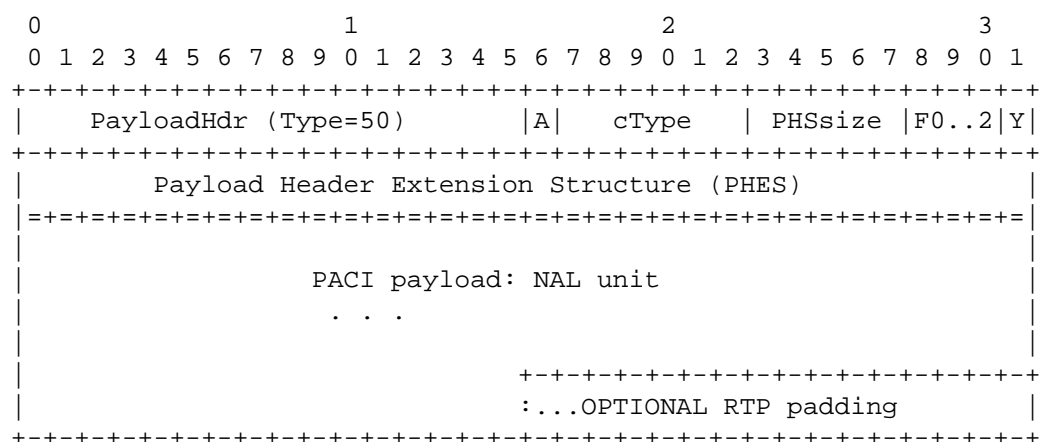 0                   1                   2                   3
0 1 2 3 4 5 6 7 8 9 0 1 2 3 4 5 6 7 8 9 0 1 2 3 4 5 6 7 8 9 0 1
+-+-+-+-+-+-+-+-+-+-+-+-+-+-+-+-+-+-+-+-+-+-+-+-+-+-+-+-+-+-+-+-+
|    PayloadHdr (Type=50)       |A|   cType   | PHSsize |F0..2|Y|
+-+-+-+-+-+-+-+-+-+-+-+-+-+-+-+-+-+-+-+-+-+-+-+-+-+-+-+-+-+-+-+-+
|        Payload Header Extension Structure (PHES)              |
|=+=+=+=+=+=+=+=+=+=+=+=+=+=+=+=+=+=+=+=+=+=+=+=+=+=+=+=+=+=+=+=|
|                                                               |
|                  PACI payload: NAL unit                       |
|                   . . .                                       |
|                                                               |
|                               +-+-+-+-+-+-+-+-+-+-+-+-+-+-+-+-+
|                               :...OPTIONAL RTP padding        |
+-+-+-+-+-+-+-+-+-+-+-+-+-+-+-+-+-+-+-+-+-+-+-+-+-+-+-+-+-+-+-+-+